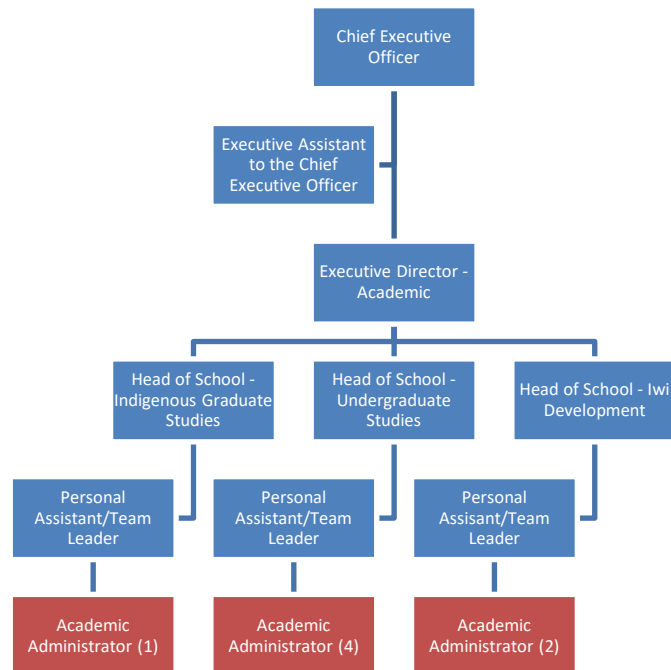 Chief Executive
Officer
Executive Assistant
to the Chief
Executive Officer
Executive Director -
Academic
Head of School -
Indigenous Graduate
Studies
Head of School -
Undergraduate
Studies
Head of School - Iwi
Development
Personal
Assistant/Team
Leader
Personal
Assistant/Team
Leader
Personal
Assisant/Team
Leader
Academic
Administrator (1)
Academic
Administrator (4)
Academic
Administrator (2)